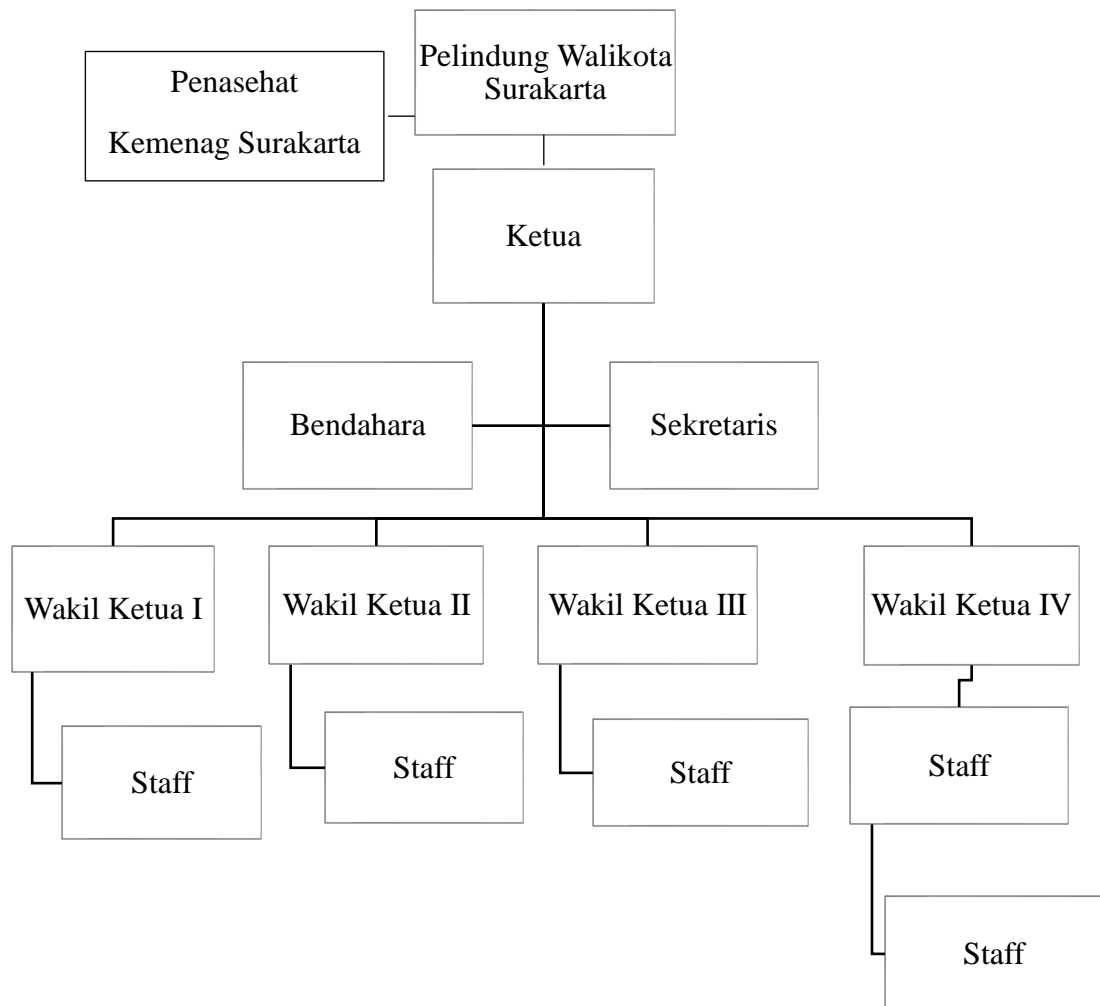 Pelindung Walikota
Surakarta
Penasehat
Kemenag Surakarta
Ketua
Bendahara
Sekretaris
Wakil Ketua I
Wakil Ketua II
Wakil Ketua III
Wakil Ketua IV
Staff
Staff
Staff
Staff
Staff